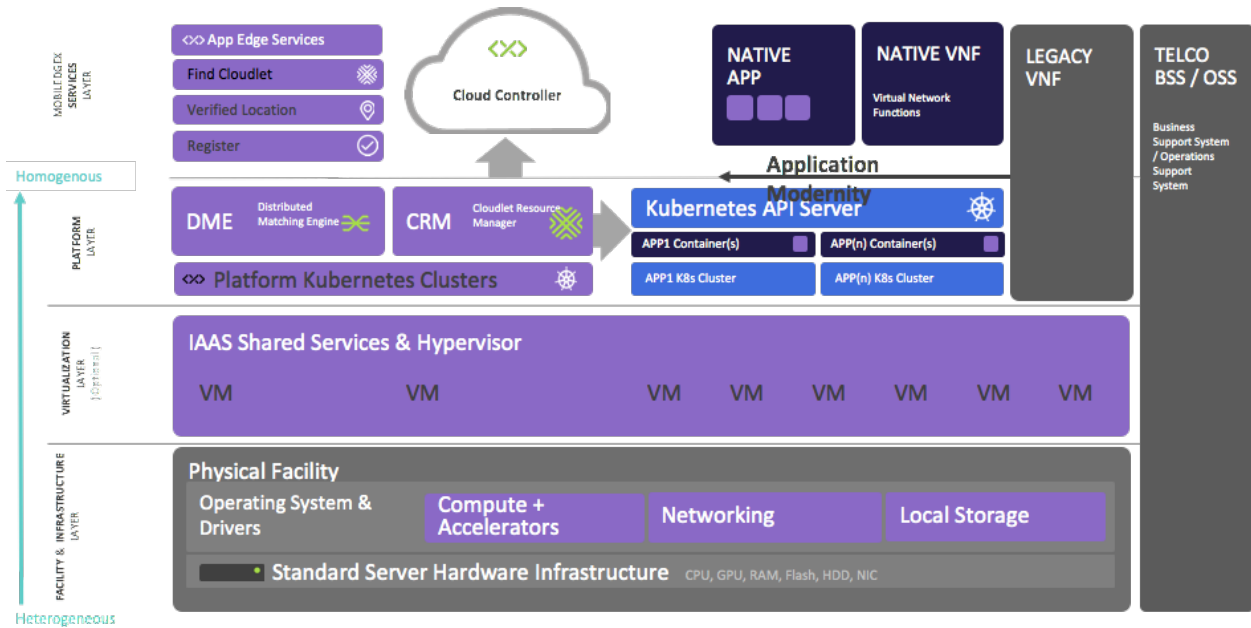 MOBILEDGEX
SERVICES
LAYER
App Edge Services
Find Cloudlet
Verified Location
Register
Cloud Controller
NATIVE
APP
NATIVE VNF
Virtual Network
Functions
LEGACY
VNF
TELCO
BSS / OSS
Business
Support System
/ Operations
Support
System
Application
Modernity
Homogenous
PLATFORM
LAYER
DME
Distributed
Matching Engine
CRM
Cloudlet Resource
Manager
Kubernetes API Server
APP1 Container(s)
APP(n) Container(s)
APP1 K8s Cluster
APP(n) K8s Cluster
Platform Kubernetes Clusters
VIRTUALIZATION
LAYER
)Optional(
IAAS Shared Services & Hypervisor
VM VM VM VM VM VM VM VM
FACILITY & INFRASTRUCTURE
LAYER
Physical Facility
Operating System &
Drivers
Compute +
Accelerators
Networking
Local Storage
Standard Server Hardware Infrastructure CPU, GPU, RAM, Flash, HDD, NIC
Heterogeneous